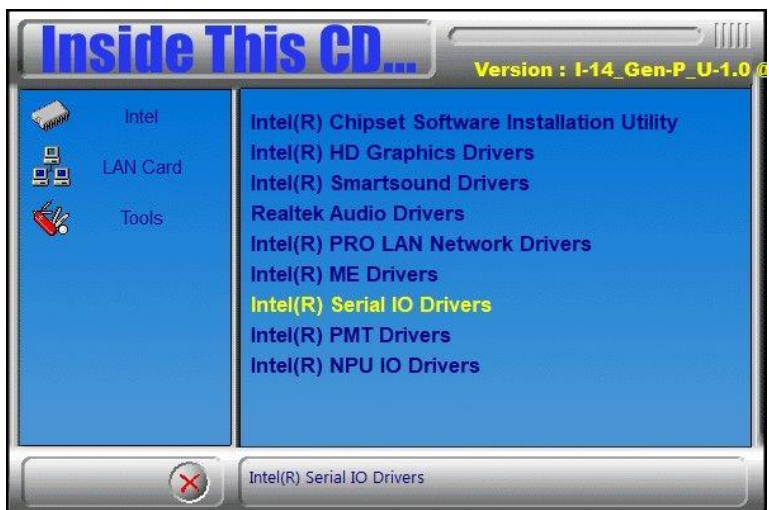 Inside This CD...
Version : I-14_Gen-P_U-1.0 @
Intel
LAN Card
Tools
Intel(R) Chipset Software Installation Utility
Intel(R) HD Graphics Drivers
Intel(R) Smartsound Drivers
Realtek Audio Drivers
Intel(R) PRO LAN Network Drivers
Intel(R) ME Drivers
Intel(R) Serial IO Drivers
Intel(R) PMT Drivers
Intel(R) NPU IO Drivers
Intel(R) Serial IO Drivers